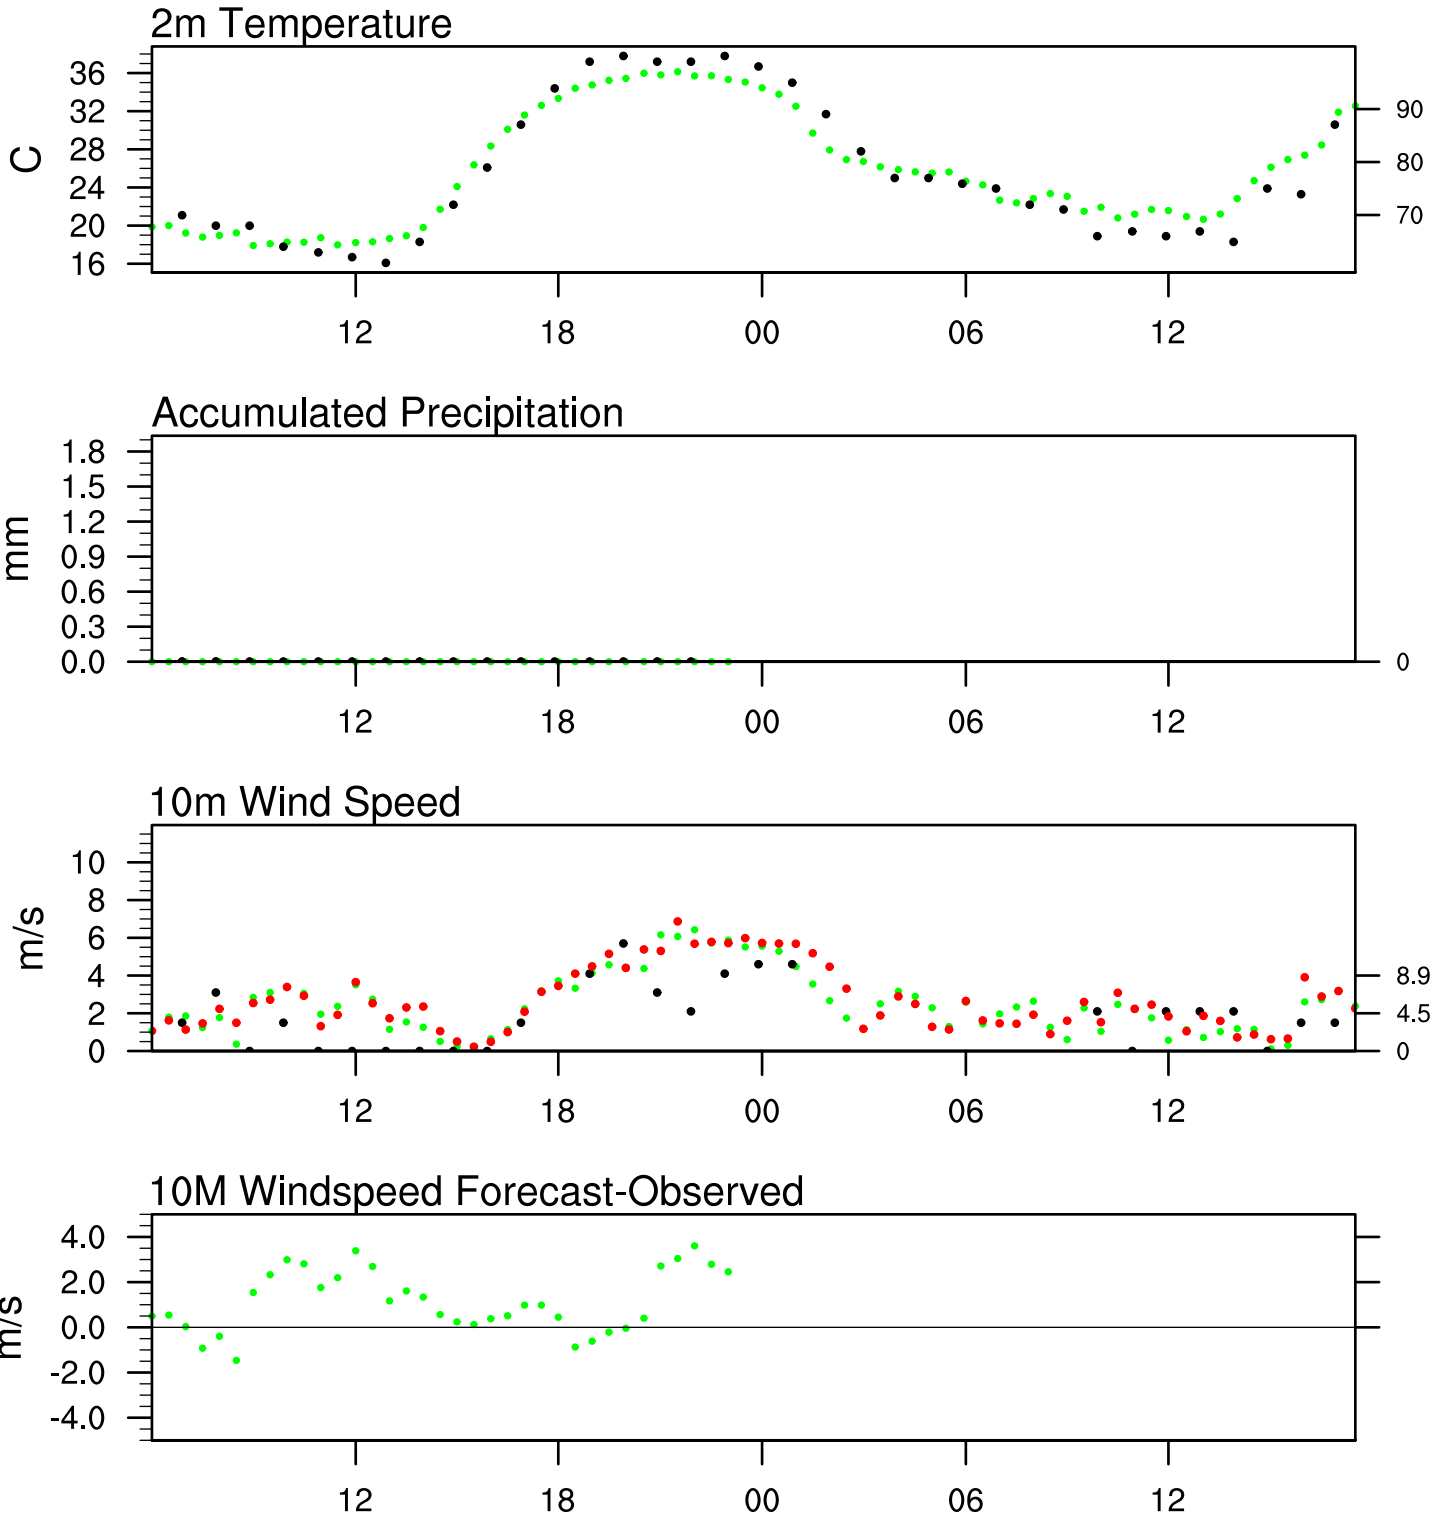 2m Temperature
C
36
32
28
24
20
16
90
80
70
12 18 00 06 12
Accumulated Precipitation
mm
1.8
1.5
1.2
0.9
0.6
0.3
0.0
0
12 18 00 06 12
10m Wind Speed
m/s
10
8
6
4
2
0
8.9
4.5
0
12 18 00 06 12
10M Windspeed Forecast-Observed
m/s
4.0
2.0
0.0
-2.0
-4.0
12 18 00 06 12